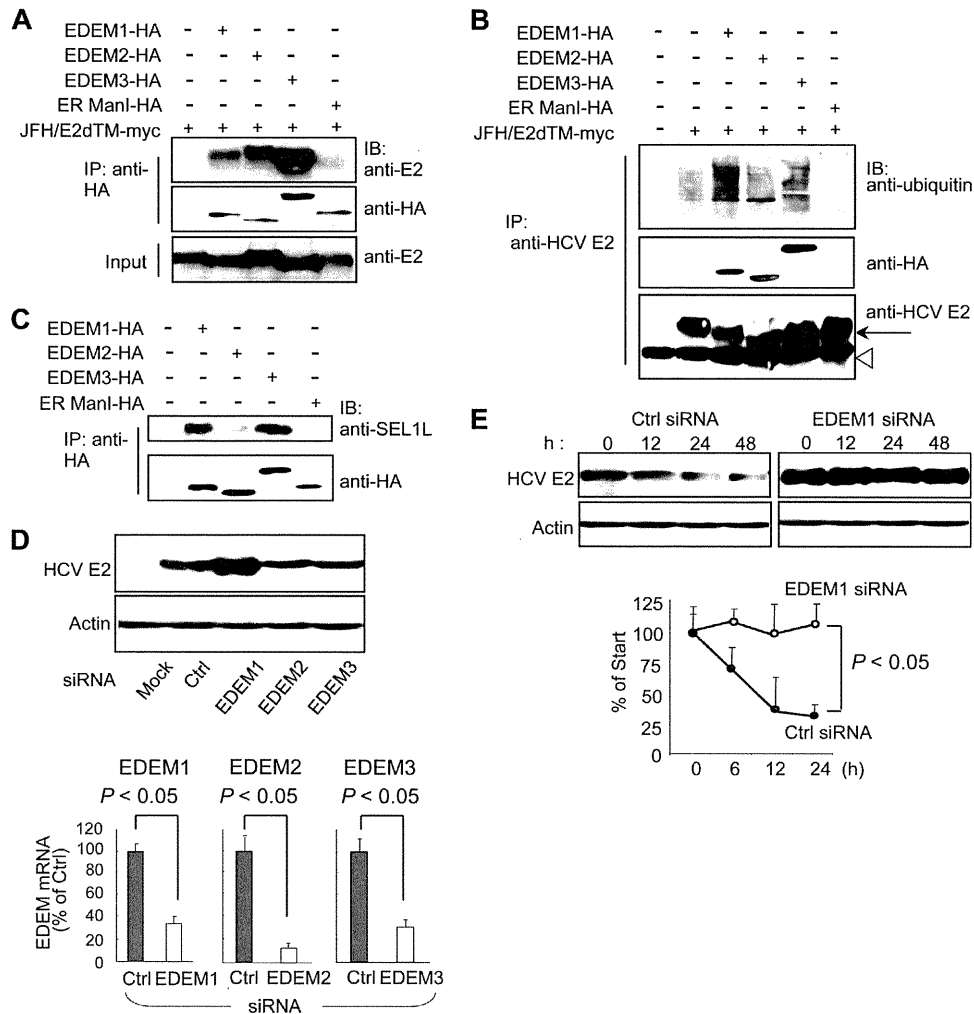 A
EDEM1-HA - + - - -
EDEM2-HA - - + - -
EDEM3-HA - - - + -
ER ManI-HA - - - - +
JFH/E2dTM-myc + + + + +
IP: anti-
HA
IB:
anti-E2
anti-HA
Input
anti-E2
B
EDEM1-HA - - + - - -
EDEM2-HA - - - + - -
EDEM3-HA - - - - + -
ER ManI-HA - - - - - +
JFH/E2dTM-myc - + + + + +
IP:
anti-HCV E2
IB:
anti-ubiquitin
anti-HA
anti-HCV E2
C
EDEM1-HA - + - - -
EDEM2-HA - - + - -
EDEM3-HA - - - + -
ER ManI-HA - - - - +
IP: anti-
HA
IB:
anti-SEL1L
anti-HA
D
HCV E2
Actin
siRNA Mock Ctrl EDEM1 EDEM2 EDEM3
EDEM1 EDEM2 EDEM3
P < 0.05 P < 0.05 P < 0.05
EDEM mRNA
(% of Ctrl)
120
100
80
60
40
20
0
Ctrl EDEM1 Ctrl EDEM2 Ctrl EDEM3
siRNA
E
Ctrl siRNA EDEM1 siRNA
h : 0 12 24 48 0 12 24 48
HCV E2
Actin
% of Start
125
100
75
50
25
0
EDEM1 siRNA
P < 0.05
Ctrl siRNA
0 6 12 24 (h)